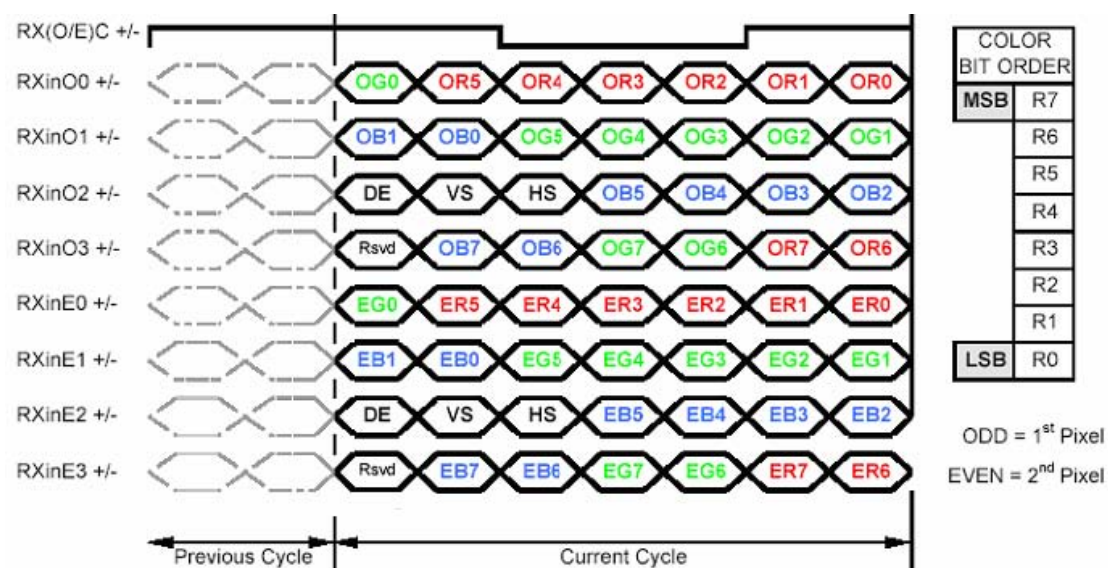 RX(O/E)C +/-
RXinO0 +/- OG0 OR5 OR4 OR3 OR2 OR1 OR0
RXinO1 +/- OB1 OB0 OG5 OG4 OG3 OG2 OG1
RXinO2 +/- DE VS HS OB5 OB4 OB3 OB2
RXinO3 +/- Rsvd OB7 OB6 OG7 OG6 OR7 OR6
RXinE0 +/- EG0 ER5 ER4 ER3 ER2 ER1 ER0
RXinE1 +/- EB1 EB0 EG5 EG4 EG3 EG2 EG1
RXinE2 +/- DE VS HS EB5 EB4 EB3 EB2
RXinE3 +/- Rsvd EB7 EB6 EG7 EG6 ER7 ER6
Previous Cycle Current Cycle
COLOR
BIT ORDER
MSB R7
R6
R5
R4
R3
R2
R1
LSB R0
ODD = 1st Pixel
EVEN = 2nd Pixel